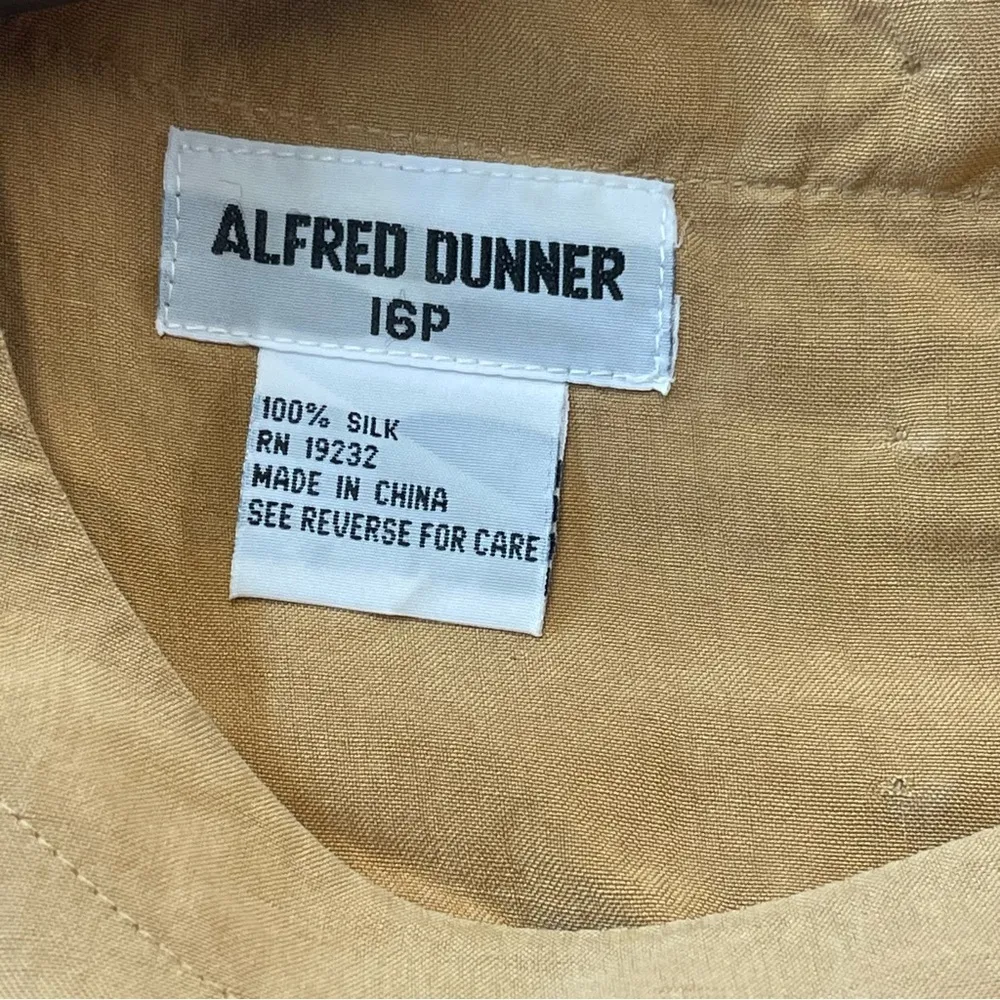 ALFRED DUNNER
16P
100% SILK
RN 19232
MADE IN CHINA
SEE REVERSE FOR CARE